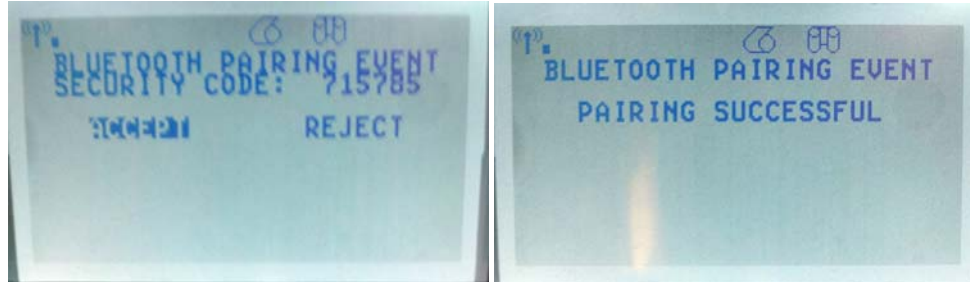 BLUETOOTH PAIRING EVENT
SECURITY CODE: 715785
ACCEPT REJECT
BLUETOOTH PAIRING EVENT
PAIRING SUCCESSFUL